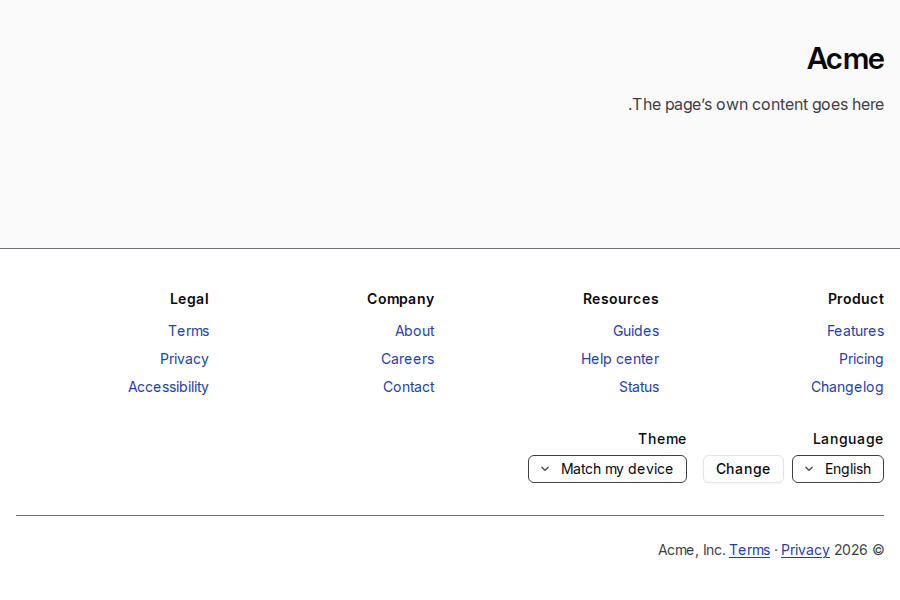 Acme
.The page's own content goes here
Product
Features
Pricing
Changelog
Resources
Guides
Help center
Status
Company
About
Careers
Contact
Legal
Terms
Privacy
Accessibility
Language
English
Change
Theme
Match my device
Acme, Inc. Terms · Privacy 2026 ©